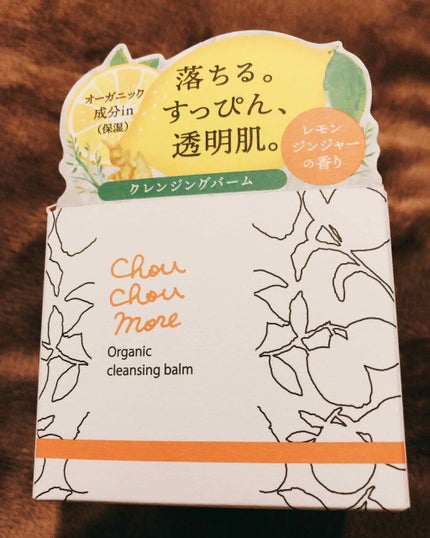 オーガニック
成分in
(保湿)
落ちる。
すっぴん、
透明肌。
レモン
ジンジャー
の香り
クレンジングバーム
Chou
Chou
more
Organic
cleansing balm